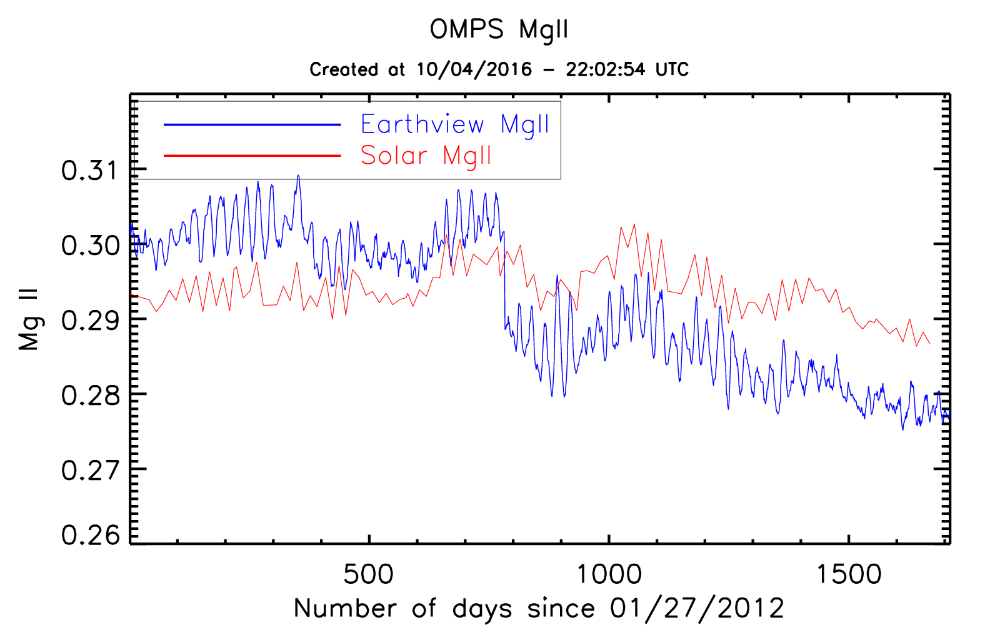 OMPS MgII
Created at 10/04/2016 – 22:02:54 UTC
Earthview MgII
Solar MgII
0.31
0.30
0.29
0.28
0.27
0.26
Mg II
500 1000 1500
Number of days since 01/27/2012